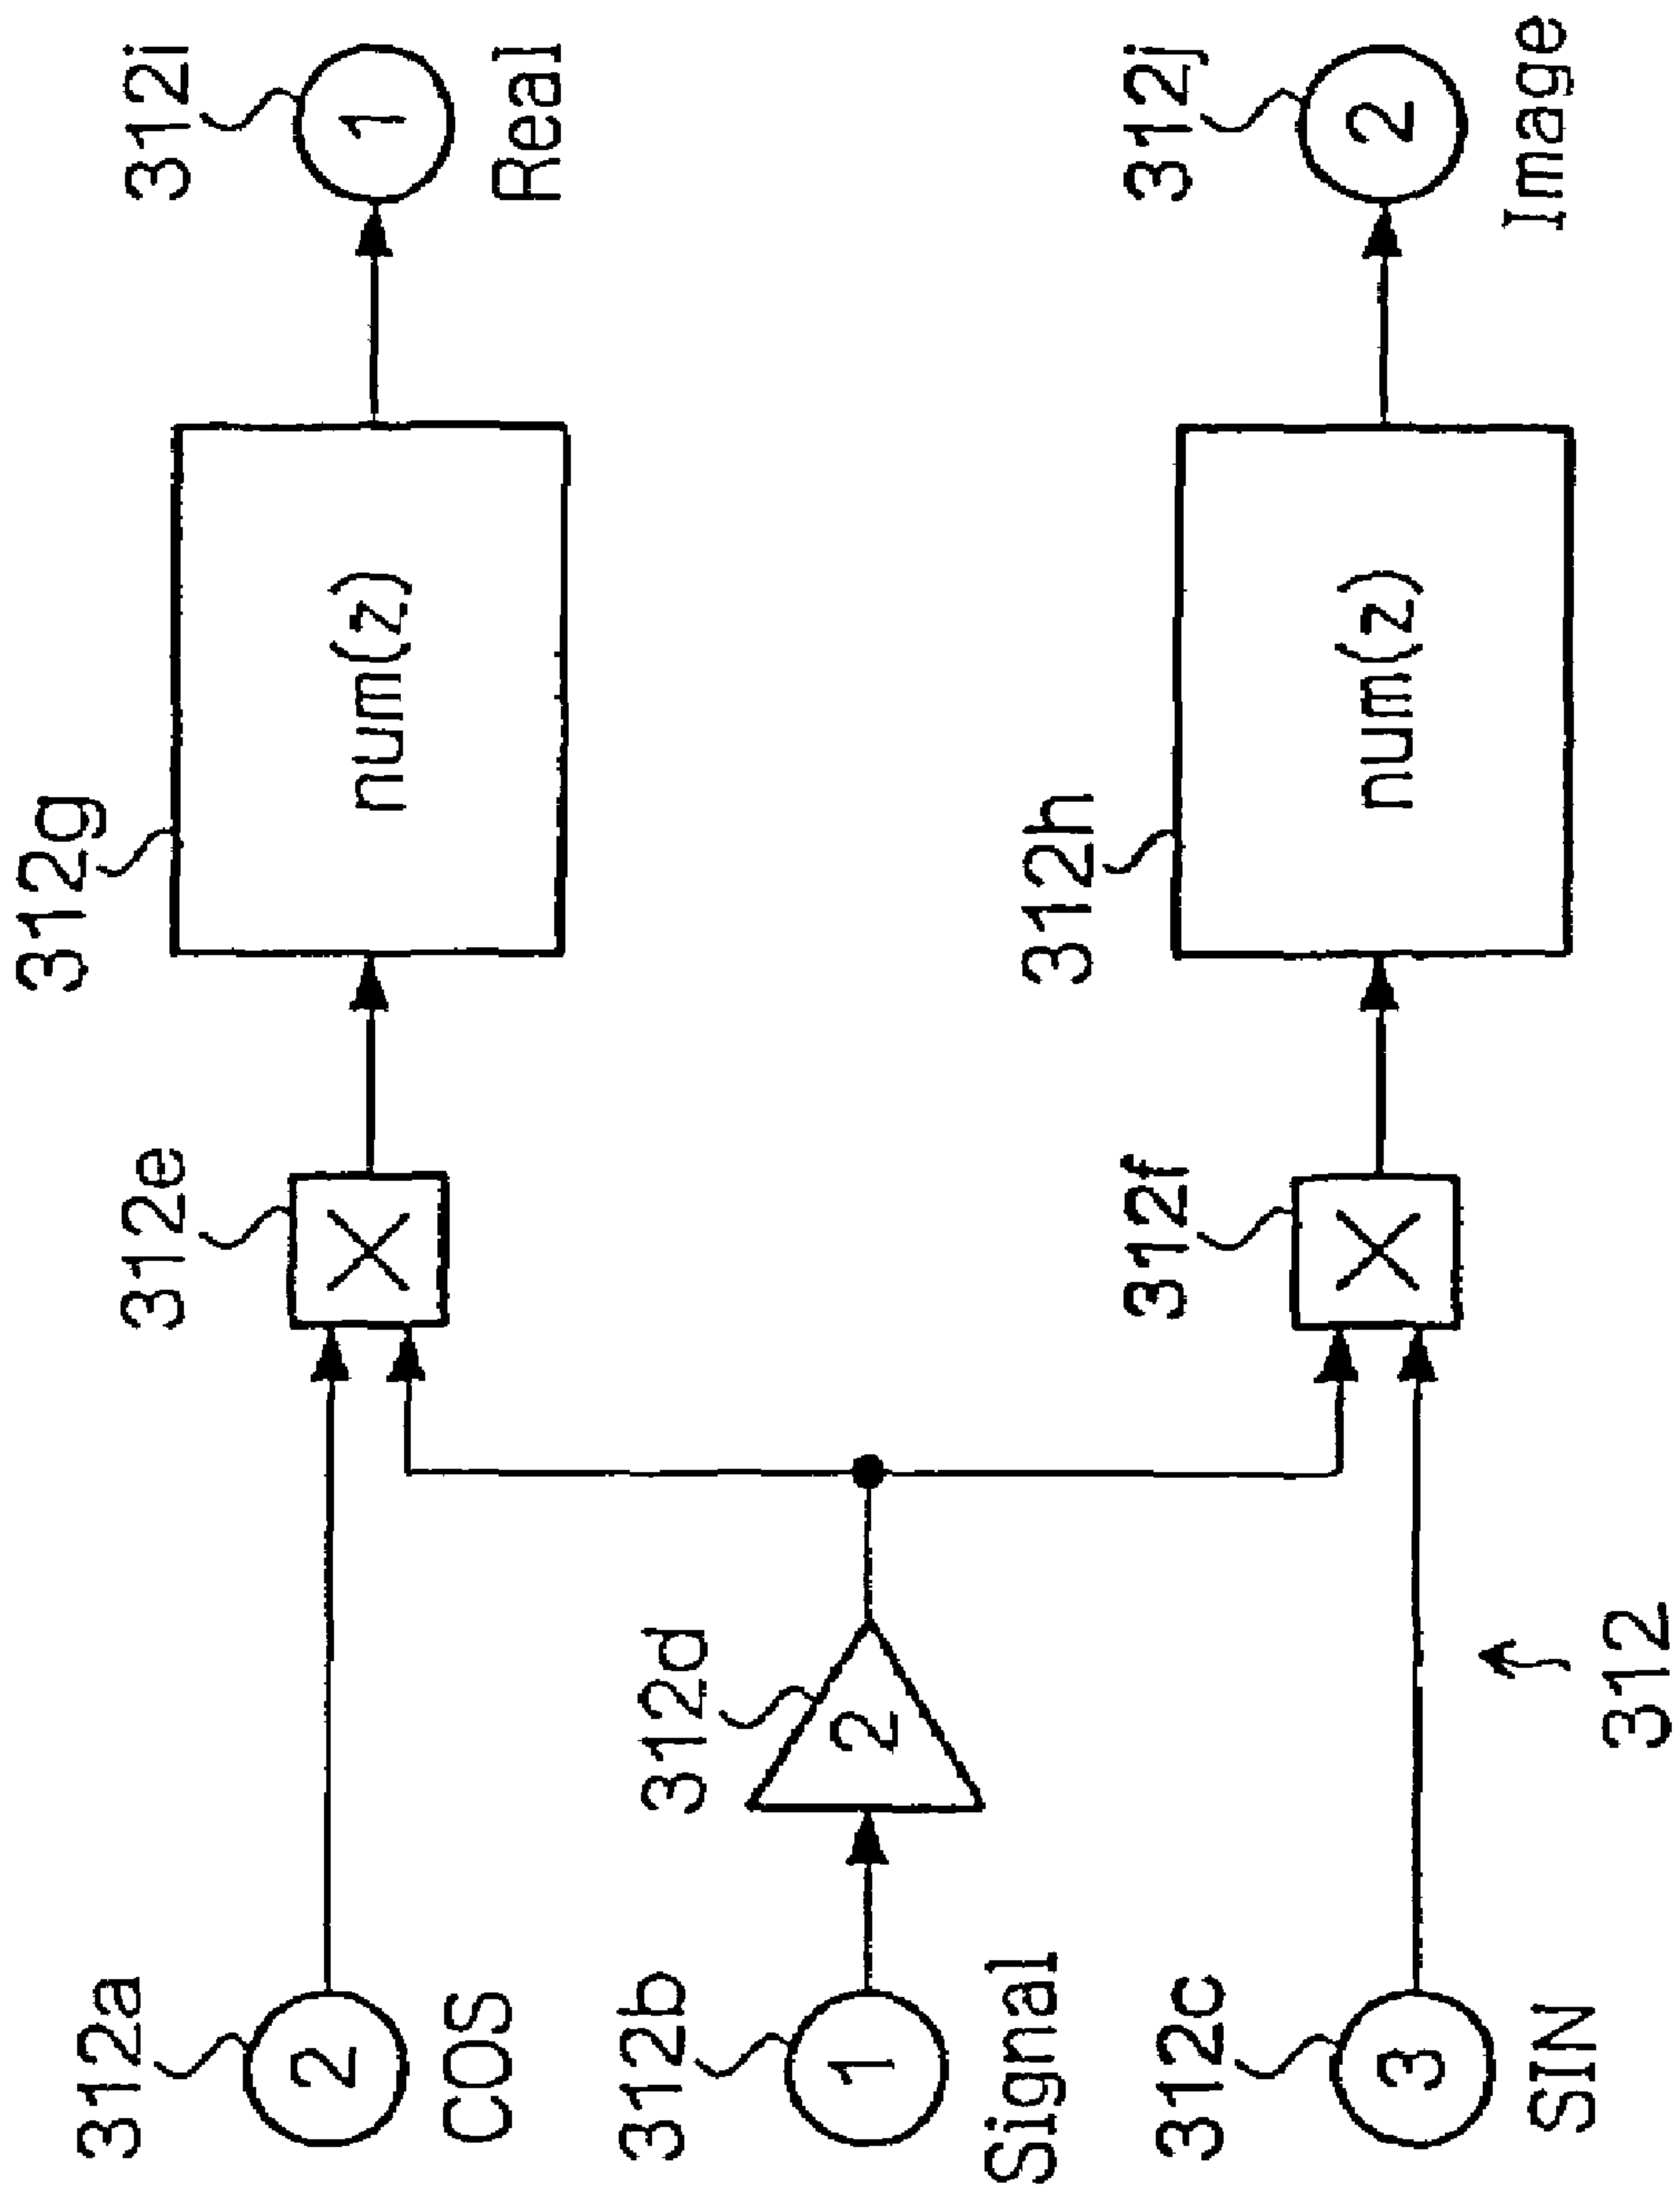 312a
2
COS
312b
1
Signal
312c
3
SIN
312d
2
312
312e
312f
312g
num(z)
312h
num(z)
312i
1
Real
312j
2
Image